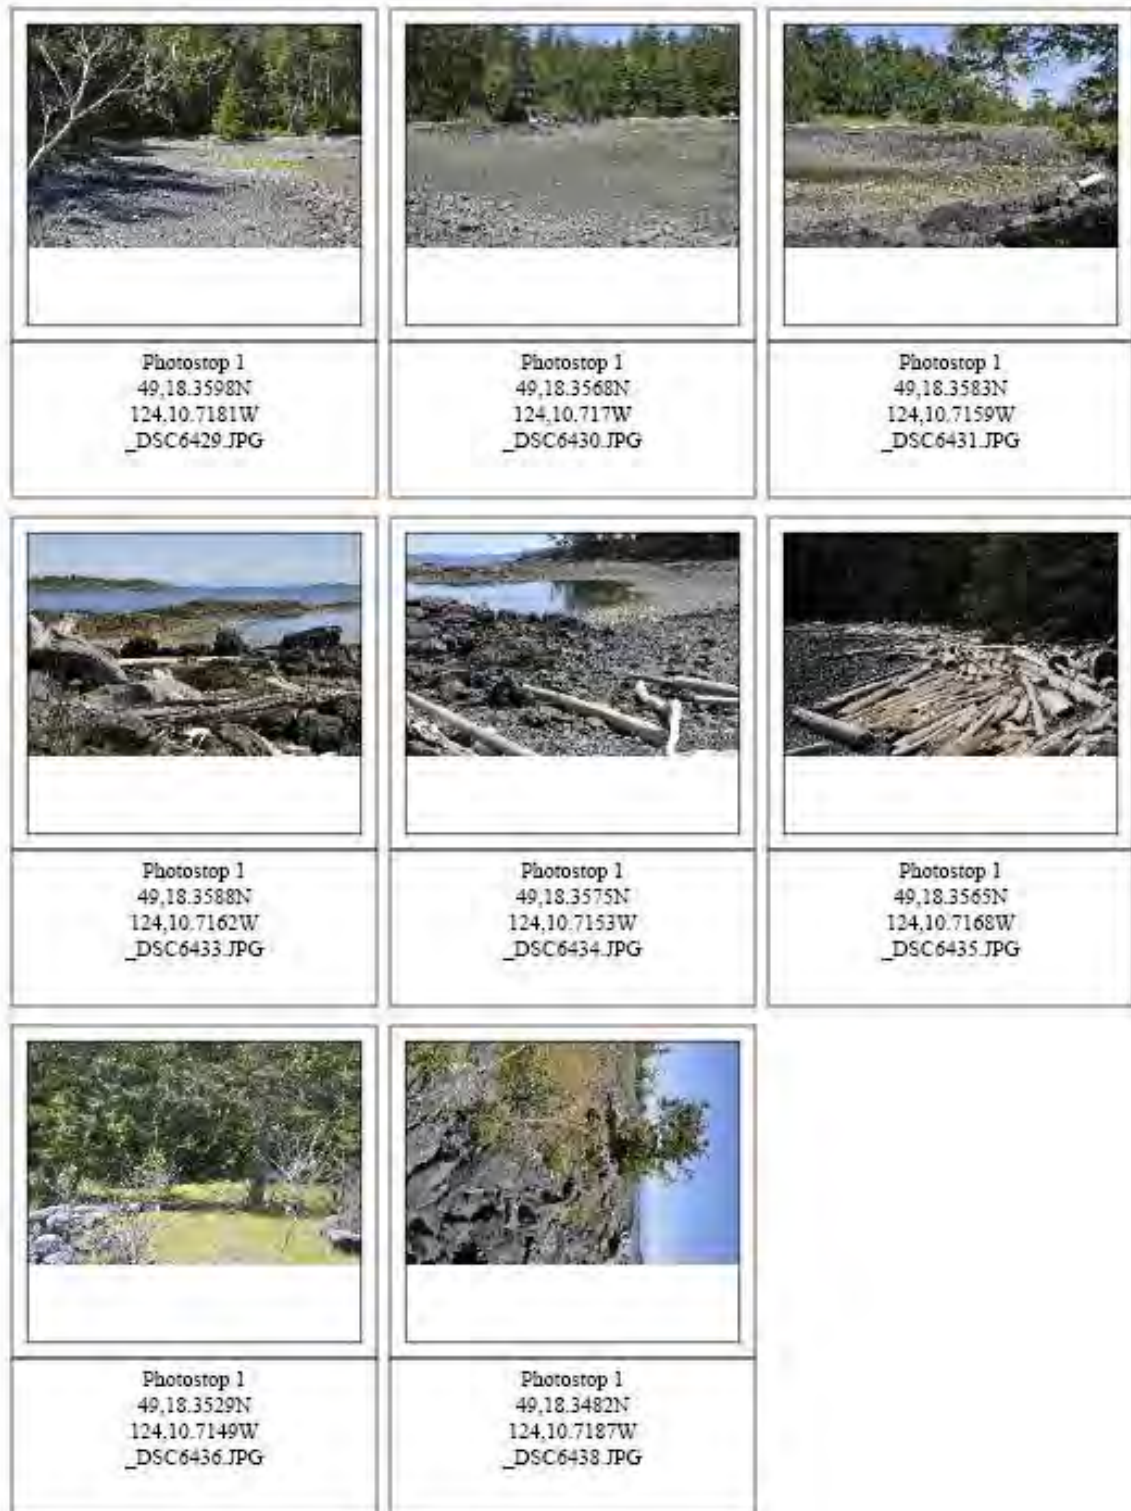 Photostop 1
49,18.3598N
124,10.7181W
_DSC6429.JPG
Photostop 1
49,18.3568N
124,10.717W
_DSC6430.JPG
Photostop 1
49,18.3583N
124,10.7159W
_DSC6431.JPG
Photostop 1
49,18.3588N
124,10.7162W
_DSC6433.JPG
Photostop 1
49,18.3575N
124,10.7153W
_DSC6434.JPG
Photostop 1
49,18.3565N
124,10.7168W
_DSC6435.JPG
Photostop 1
49,18.3529N
124,10.7149W
_DSC6436.JPG
Photostop 1
49,18.3482N
124,10.7187W
_DSC6438.JPG